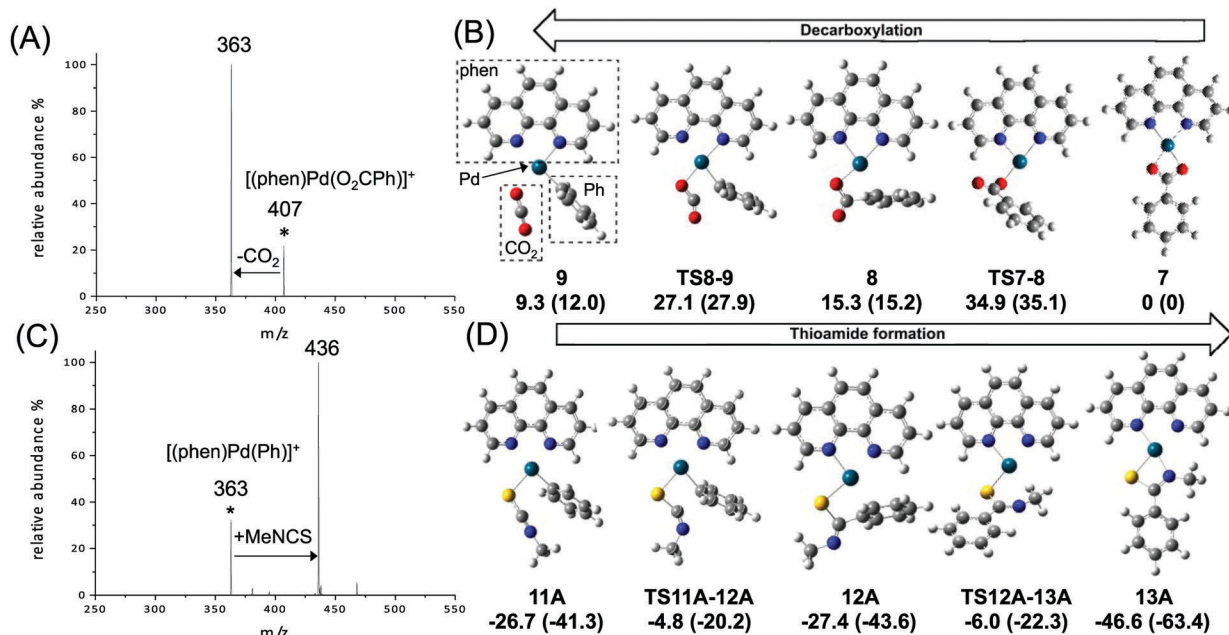 (A)
363
100
80
60
40
20
0
relative abundance %
[(phen)Pd(O₂CPh)]⁺
407
*
-CO₂
250 300 350 400 450 500 550
m/z
(B)
Decarboxylation
phen
Pd
Ph
CO₂
9 TS8-9 8 TS7-8 7
9.3 (12.0) 27.1 (27.9) 15.3 (15.2) 34.9 (35.1) 0 (0)
(C)
436
100
80
60
40
20
0
relative abundance %
[(phen)Pd(Ph)]⁺
363
*
+MeNCS
250 300 350 400 450 500 550
m/z
(D)
Thioamide formation
11A TS11A-12A 12A TS12A-13A 13A
-26.7 (-41.3) -4.8 (-20.2) -27.4 (-43.6) -6.0 (-22.3) -46.6 (-63.4)